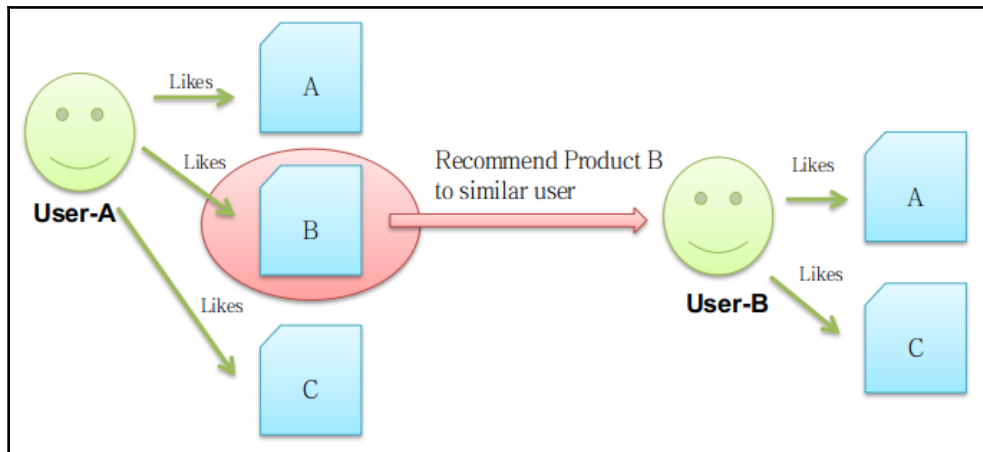 Likes
A
Likes
User-A
B
Likes
C
Recommend Product B
to similar user
Likes
A
User-B
Likes
C